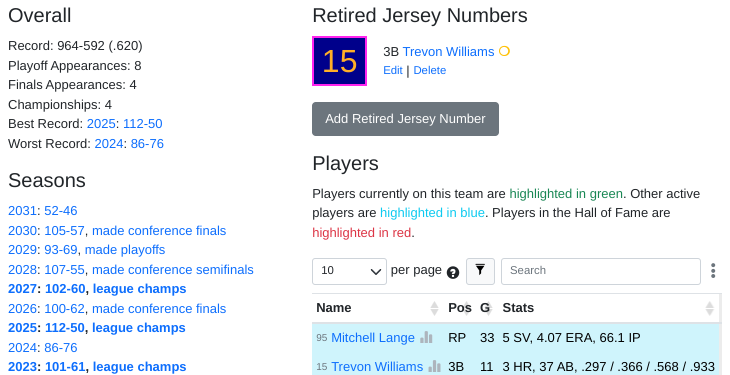 Overall
Record: 964-592 (.620)
Playoff Appearances: 8
Finals Appearances: 4
Championships: 4
Best Record: 2025: 112-50
Worst Record: 2024: 86-76
Seasons
2031: 52-46
2030: 105-57, made conference finals
2029: 93-69, made playoffs
2028: 107-55, made conference semifinals
2027: 102-60, league champs
2026: 100-62, made conference finals
2025: 112-50, league champs
2024: 86-76
2023: 101-61, league champs
Retired Jersey Numbers
15
3B Trevon Williams
Edit | Delete
Add Retired Jersey Number
Players
Players currently on this team are highlighted in green. Other active
players are highlighted in blue. Players in the Hall of Fame are
highlighted in red.
10 per page ? Search
Name Pos G Stats
95 Mitchell Lange RP 33 5 SV, 4.07 ERA, 66.1 IP
15 Trevon Williams 3B 11 3 HR, 37 AB, .297 / .366 / .568 / .933